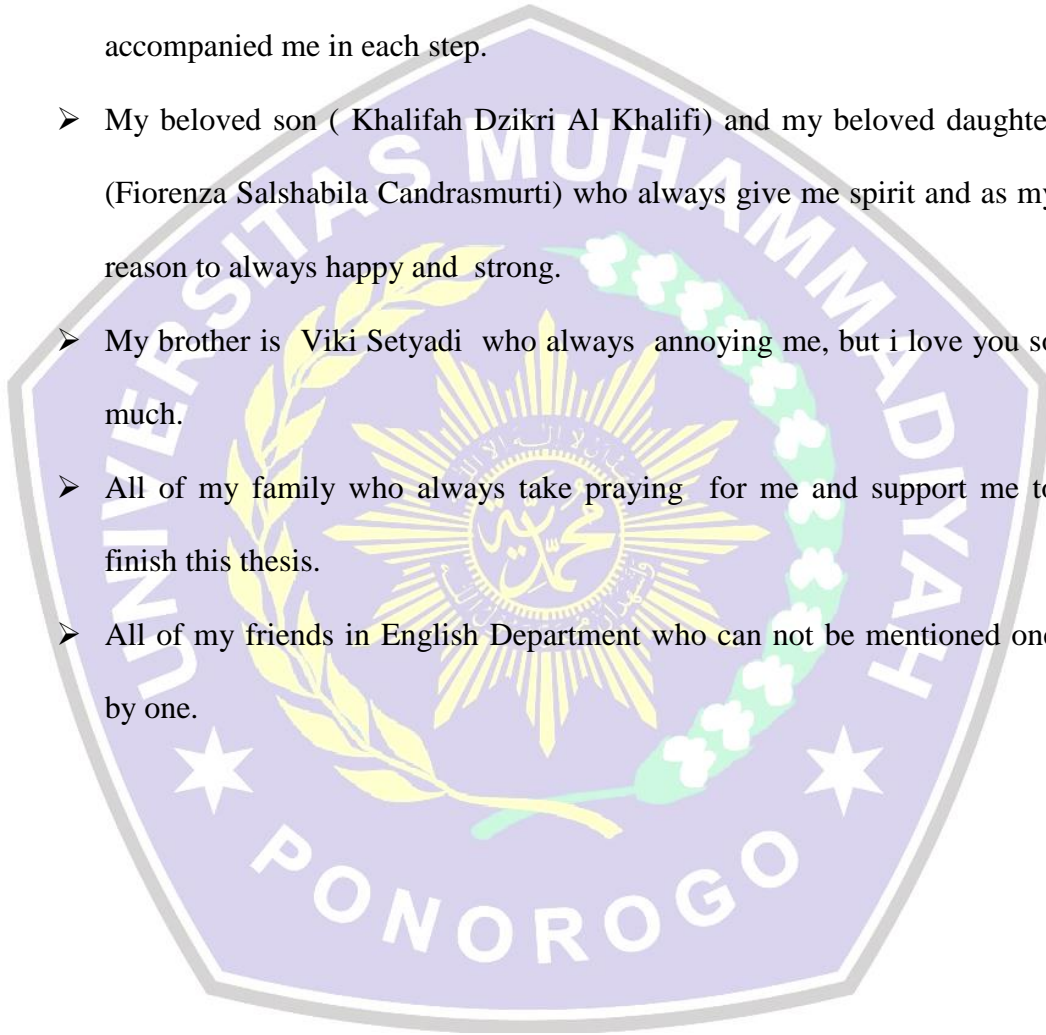 accompanied me in each step.
➢ My beloved son ( Khalifah Dzikri Al Khalifi) and my beloved daughte
(Fiorenza Salshabila Candrasmurti) who always give me spirit and as my
reason to always happy and strong.
➢ My brother is Viki Setyadi who always annoying me, but i love you so
much.
➢ All of my family who always take praying for me and support me to
finish this thesis.
➢ All of my friends in English Department who can not be mentioned one
by one.
UNIVERSITAS MUHAMMADIYAH
PONOROGO